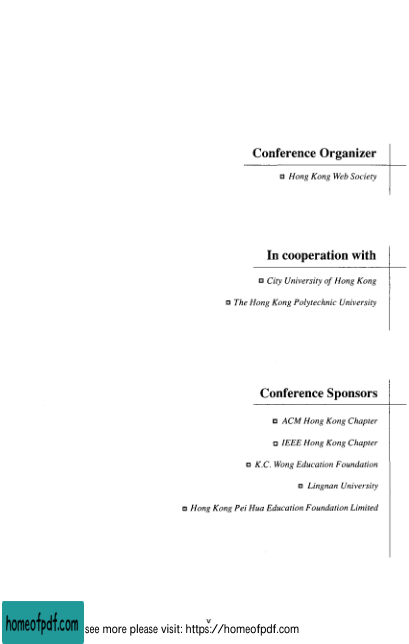 Conference Organizer
Hong Kong Web Society
In cooperation with
City University of Hong Kong
The Hong Kong Polytechnic University
Conference Sponsors
ACM Hong Kong Chapter
IEEE Hong Kong Chapter
K.C. Wong Education Foundation
Lingnan University
Hong Kong Pei Hua Education Foundation Limited
v
homeofpdf.com
see more please visit: https://homeofpdf.com